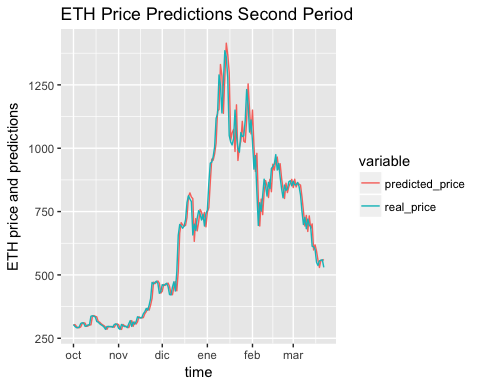 ETH Price Predictions Second Period
ETH price and predictions
1250
1000
750
500
250
oct nov dic ene feb mar
time
variable
predicted_price
real_price